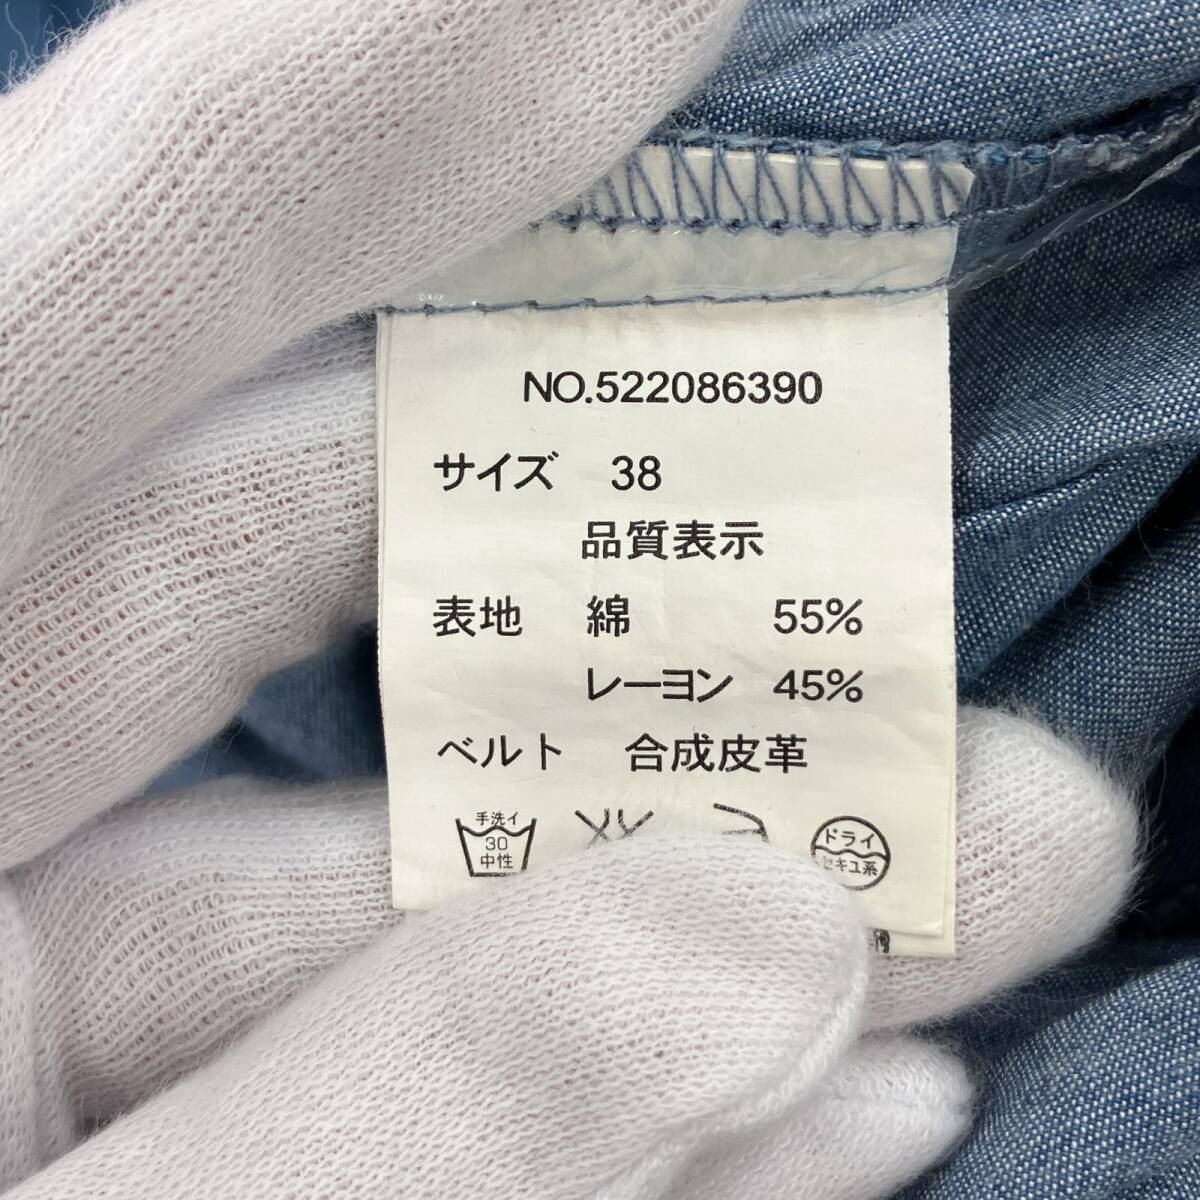 NO.522086390
サイズ 38
品質表示
表地 綿 55%
レーヨン 45%
ベルト 合成皮革
手洗イ
30
中性
ドライ
セキユ系